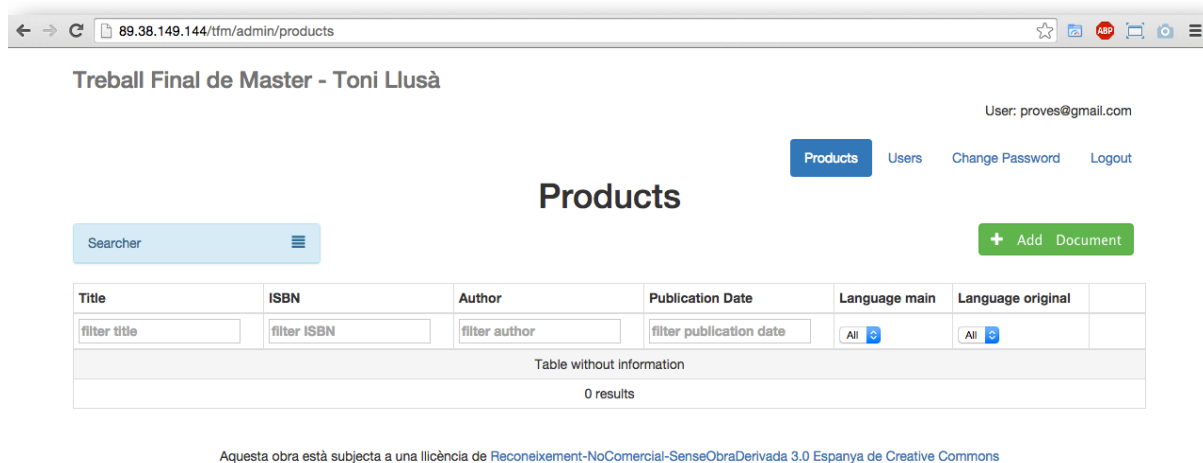 89.38.149.144/tfm/admin/products
ABP
Treball Final de Master - Toni Llusà
User: proves@gmail.com
Products Users Change Password Logout
Products
Searcher
+ Add Document
Title ISBN Author Publication Date Language main Language original
filter title filter ISBN filter author filter publication date All All
Table without information
0 results
Aquesta obra està subjecta a una llicència de Reconeixement-NoComercial-SenseObraDerivada 3.0 Espanya de Creative Commons